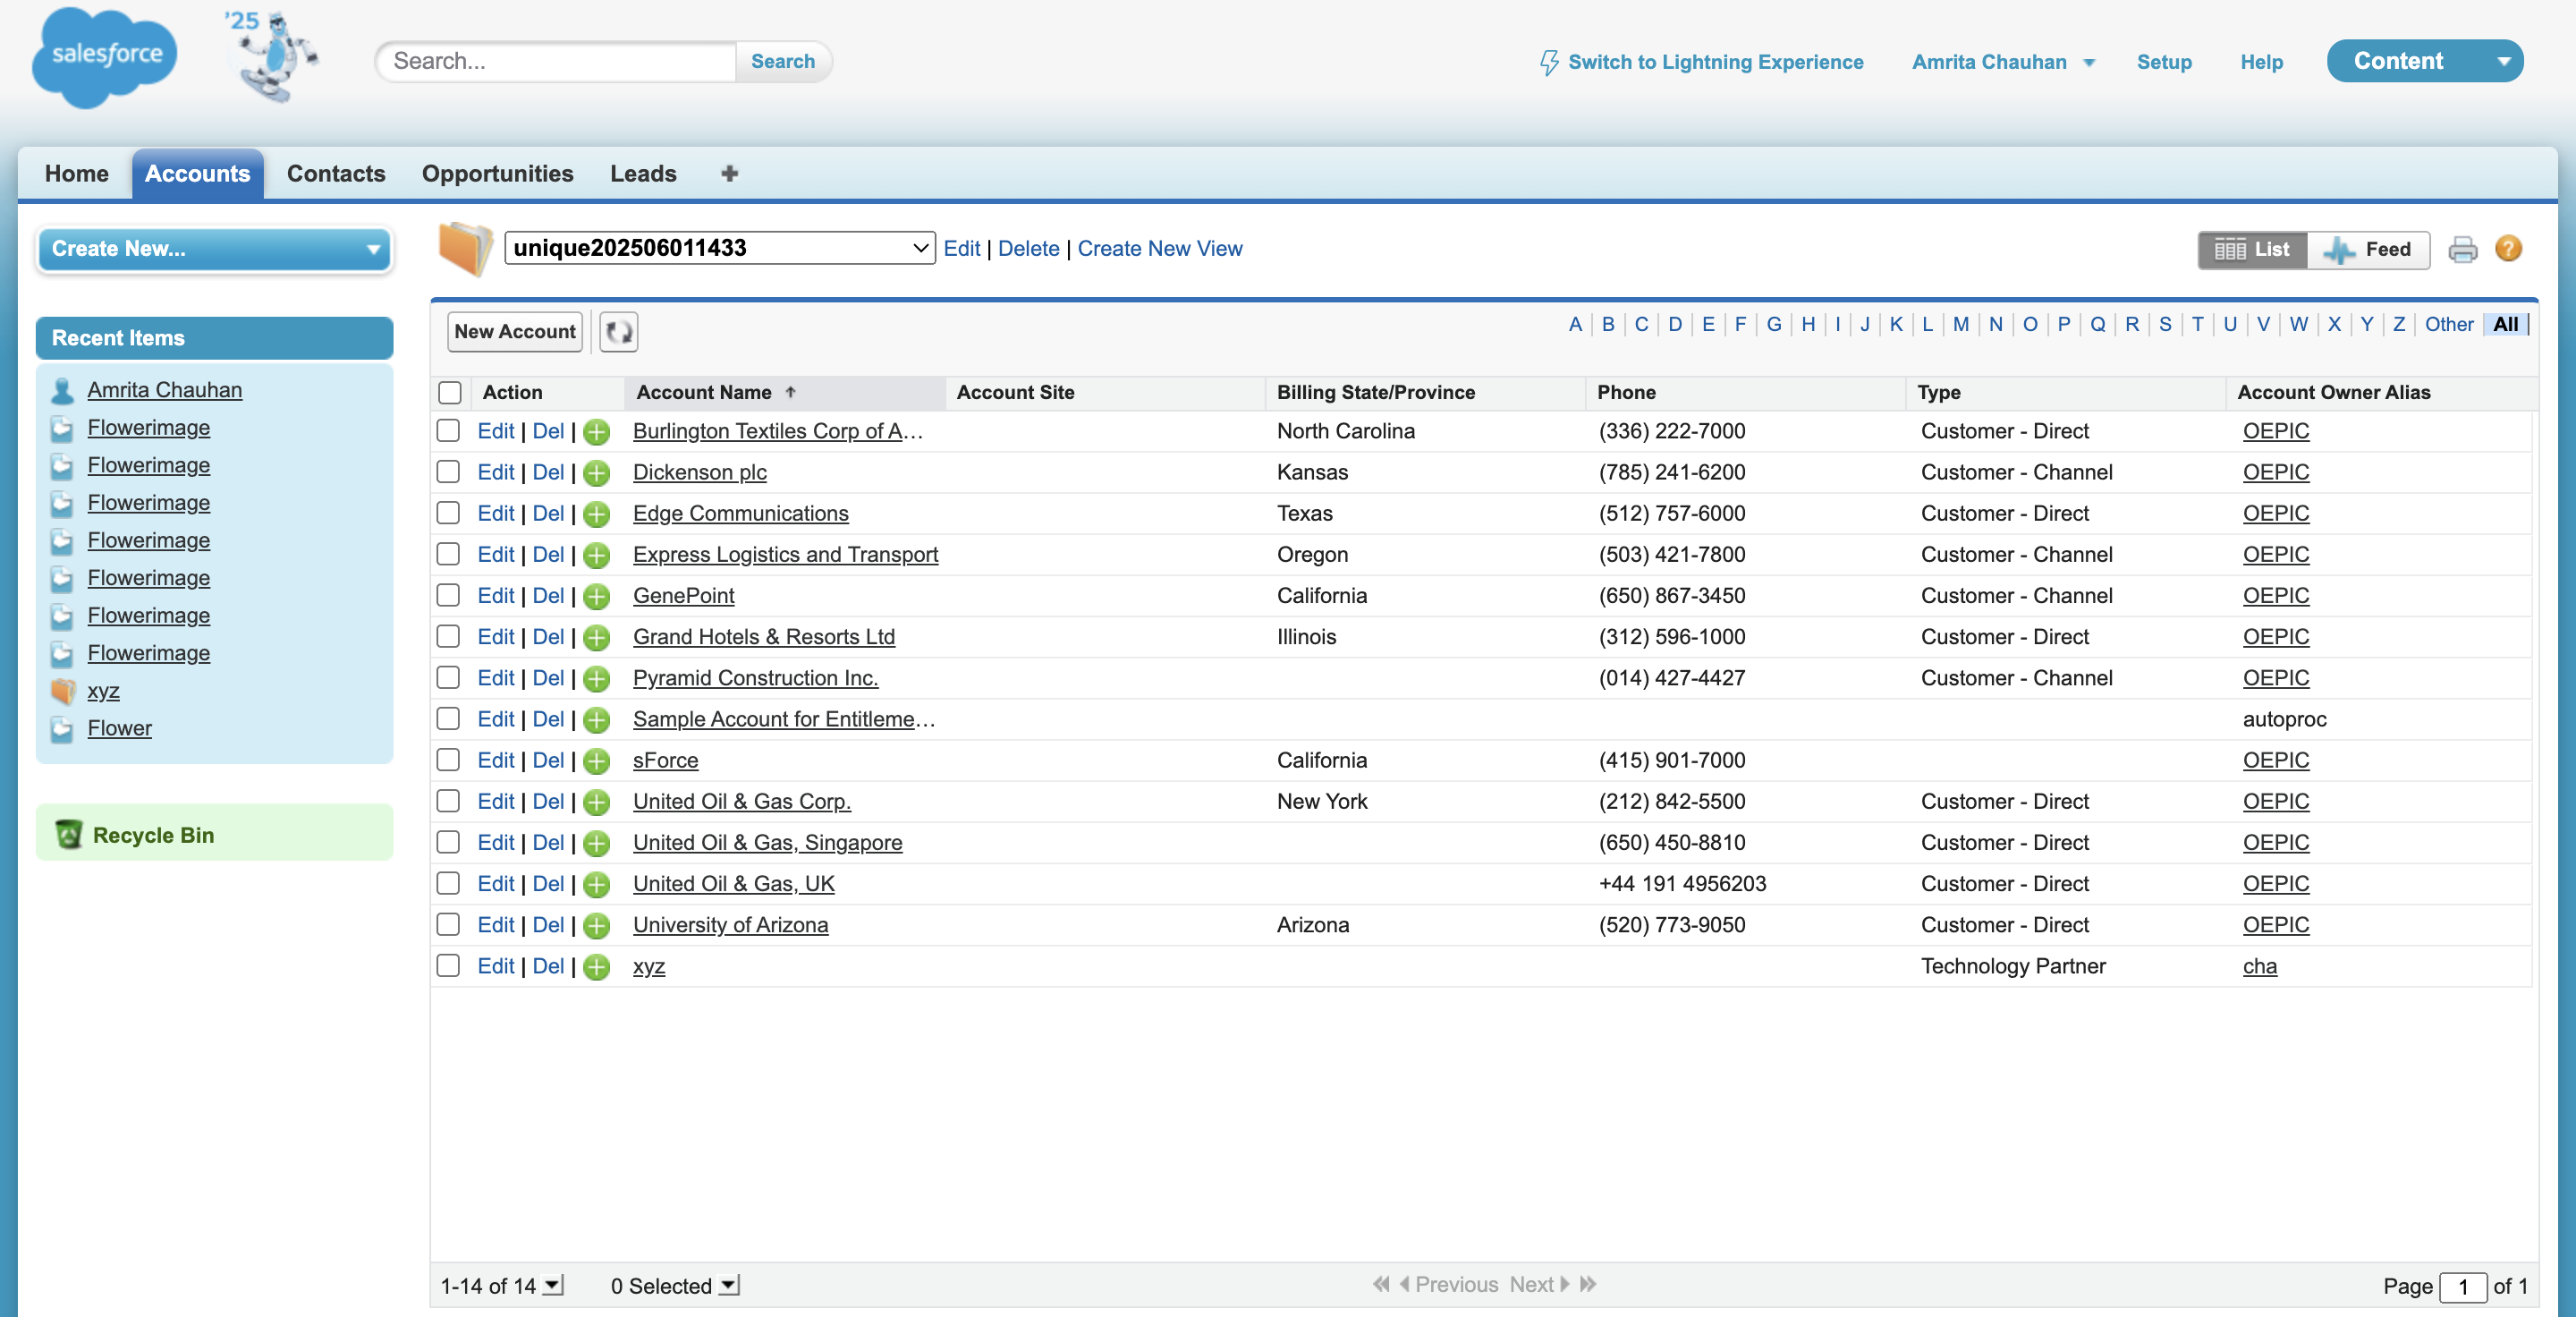 salesforce
'25
Search...
Search
Switch to Lightning Experience
Amrita Chauhan
Setup
Help
Content
Home
Accounts
Contacts
Opportunities
Leads
Create New...
unique202506011433
Edit | Delete | Create New View
List
Feed
Recent Items
Amrita Chauhan
Flowerimage
Flowerimage
Flowerimage
Flowerimage
Flowerimage
Flowerimage
Flowerimage
xyz
Flower
Recycle Bin
New Account
A | B | C | D | E | F | G | H | I | J | K | L | M | N | O | P | Q | R | S | T | U | V | W | X | Y | Z | Other | All
Action Account Name Account Site Billing State/Province Phone Type Account Owner Alias
Edit | Del | Burlington Textiles Corp of A... North Carolina (336) 222-7000 Customer - Direct OEPIC
Edit | Del | Dickenson plc Kansas (785) 241-6200 Customer - Channel OEPIC
Edit | Del | Edge Communications Texas (512) 757-6000 Customer - Direct OEPIC
Edit | Del | Express Logistics and Transport Oregon (503) 421-7800 Customer - Channel OEPIC
Edit | Del | GenePoint California (650) 867-3450 Customer - Channel OEPIC
Edit | Del | Grand Hotels & Resorts Ltd Illinois (312) 596-1000 Customer - Direct OEPIC
Edit | Del | Pyramid Construction Inc. (014) 427-4427 Customer - Channel OEPIC
Edit | Del | Sample Account for Entitleme... autoproc
Edit | Del | sForce California (415) 901-7000 OEPIC
Edit | Del | United Oil & Gas Corp. New York (212) 842-5500 Customer - Direct OEPIC
Edit | Del | United Oil & Gas, Singapore (650) 450-8810 Customer - Direct OEPIC
Edit | Del | United Oil & Gas, UK +44 191 4956203 Customer - Direct OEPIC
Edit | Del | University of Arizona Arizona (520) 773-9050 Customer - Direct OEPIC
Edit | Del | xyz Technology Partner cha
1-14 of 14
0 Selected
Previous Next
Page 1 of 1